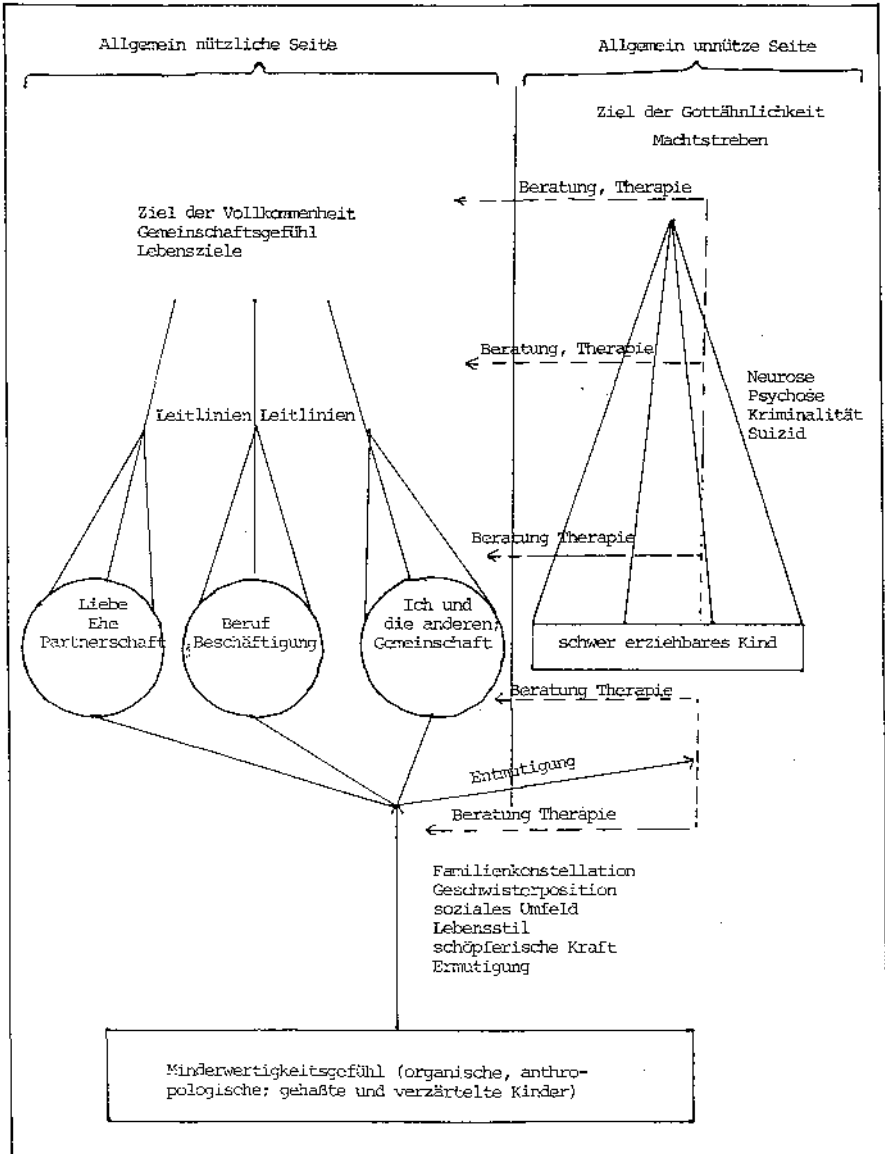 Allgemein nützliche Seite
Allgemein unnütze Seite
Ziel der Gottähnlichkeit
Machtstreben
Beratung, Therapie
Ziel der Vollkommenheit
Gemeinschaftsgefühl
Lebensziele
Beratung, Therapie
Neurose
Psychose
Kriminalität
Suizid
Leitlinien Leitlinien
Beratung Therapie
Liebe
Ehe
Partnerschaft
Beruf
Beschäftigung
Ich und
die anderen,
Gemeinschaft
schwer erziehbares Kind
Beratung Therapie
Entmutigung
Beratung Therapie
Familienkonstellation
Geschwisterposition
soziales Umfeld
Lebensstil
schöpferische Kraft
Ermutigung
Minderwertigkeitsgefühl (organische, anthro-
pologische; gehaßte und verzärtelte Kinder)